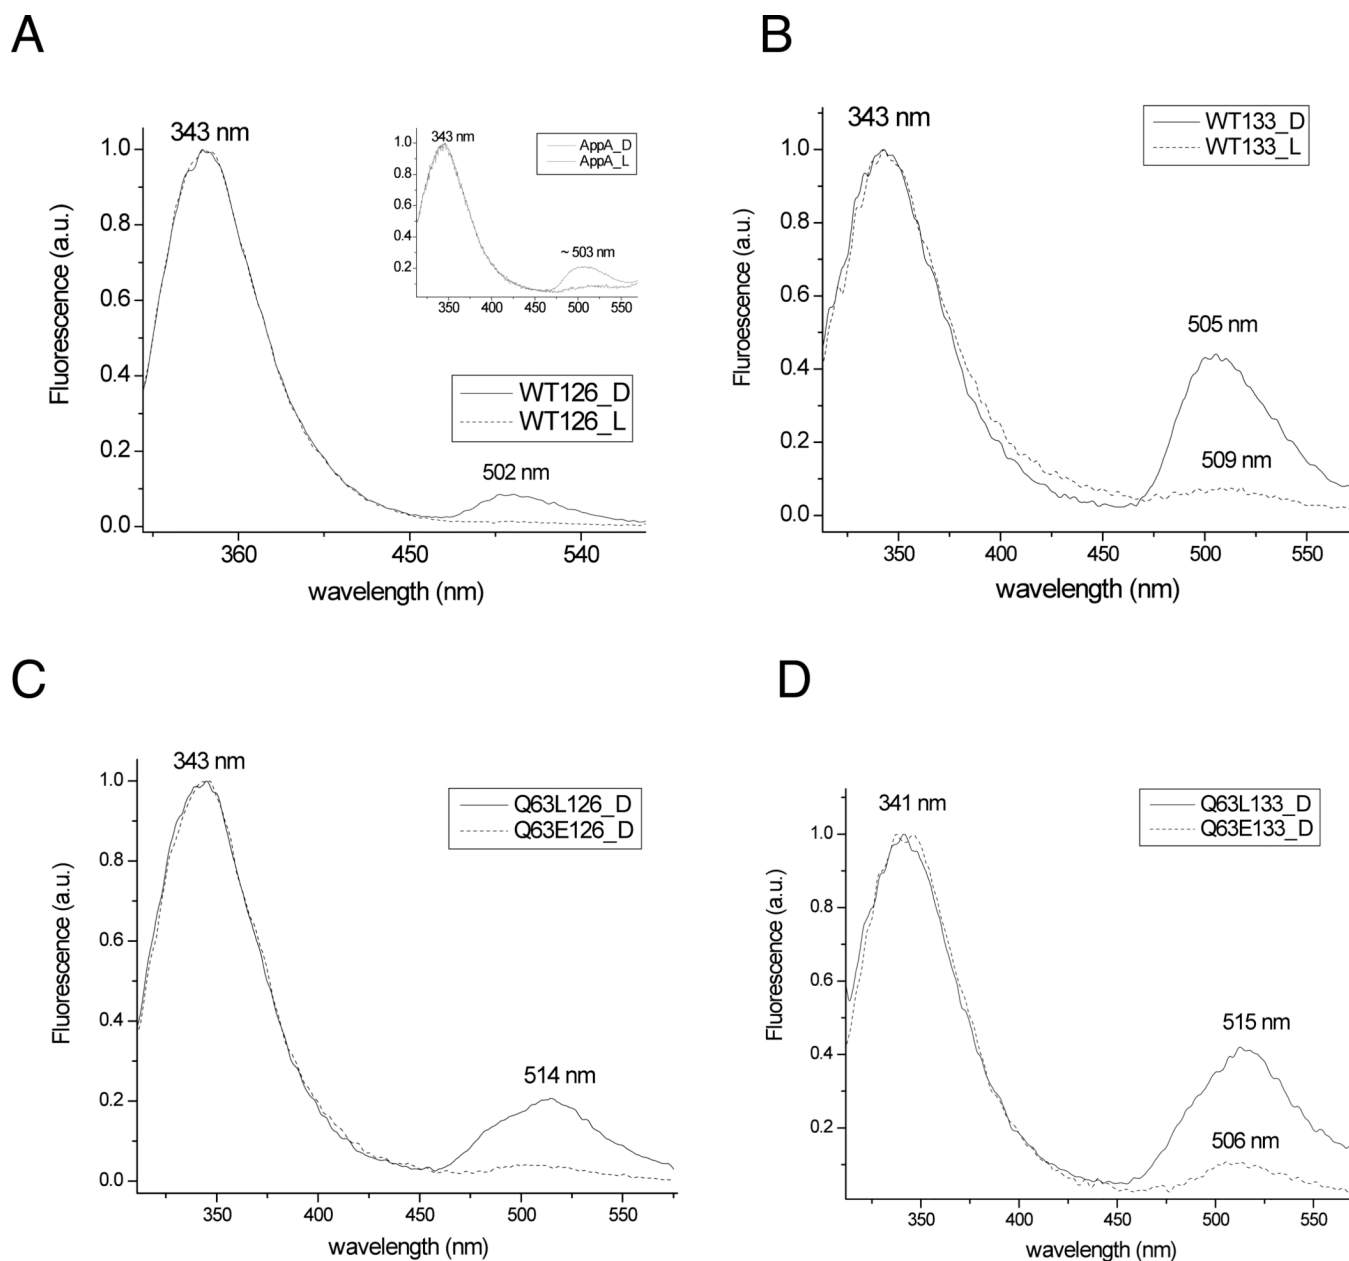 A
343 nm
1.0
0.8
0.6
0.4
0.2
0.0
Fluorescence (a.u.)
360
450
540
wavelength (nm)
WT126_D
WT126_L
502 nm
343 nm
1.0
0.8
0.6
0.4
0.2
350
400
450
500
550
AppA_D
AppA_L
~ 503 nm
B
343 nm
1.0
0.8
0.6
0.4
0.2
0.0
Fluroescence (a.u.)
350
400
450
500
550
wavelength (nm)
WT133_D
WT133_L
505 nm
509 nm
C
343 nm
1.0
0.8
0.6
0.4
0.2
0.0
Fluorescence (a.u.)
350
400
450
500
550
wavelength (nm)
Q63L126_D
Q63E126_D
514 nm
D
341 nm
1.0
0.8
0.6
0.4
0.2
Fluorescence (a.u.)
350
400
450
500
550
wavelength (nm)
Q63L133_D
Q63E133_D
515 nm
506 nm